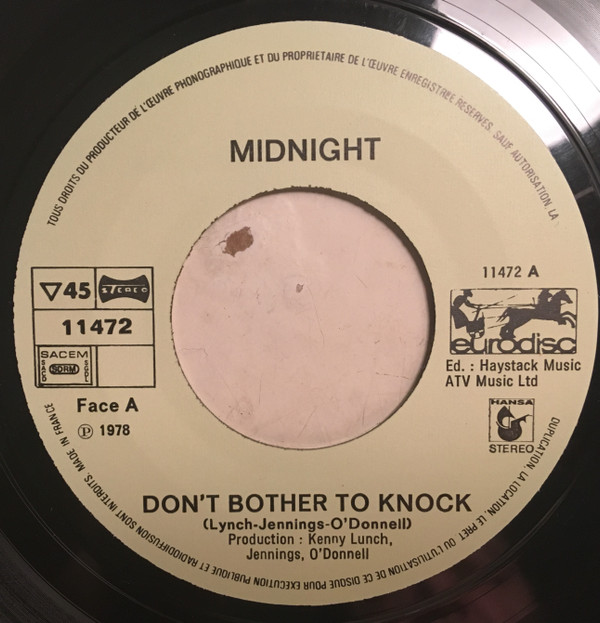 TOUS DROITS DU PRODUCTEUR DE L'ŒUVRE PHONOGRAPHIQUE ET DU PROPRIETAIRE DE L'ŒUVRE ENREGISTREE RESERVES. SAUF AUTORISATION, LA
DUPLICATION, LA LOCATION, LE PRET OU L'UTILISATION DE CE DISQUE POUR EXECUTION PUBLIQUE ET RADIODIFFUSION SONT INTERDITS. MADE IN FRANCE
MIDNIGHT
▽45 STEREO
11472
SACEM
SACD SDRM SGDL
Face A
Ⓟ 1978
11472 A
eurodisc
Ed. : Haystack Music
ATV Music Ltd
HANSA
STEREO
DON'T BOTHER TO KNOCK
(Lynch-Jennings-O'Donnell)
Production : Kenny Lunch,
Jennings, O'Donnell